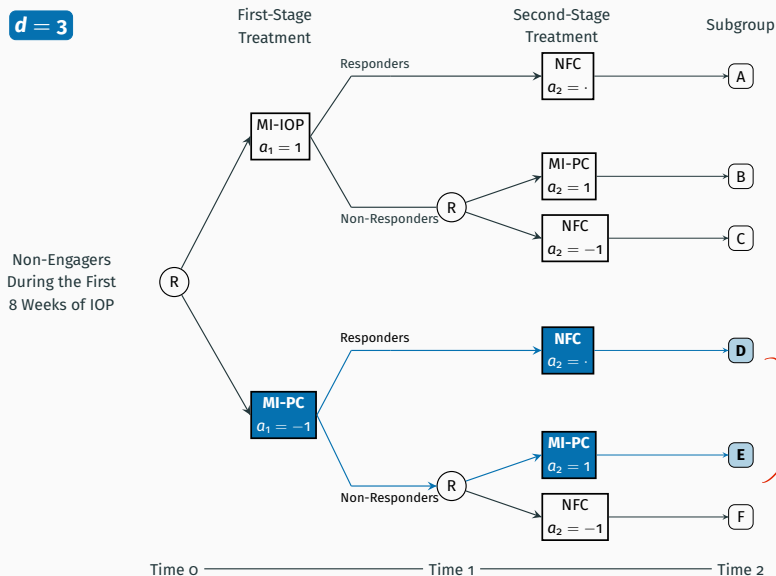 d = 3
First-Stage
Treatment
Second-Stage
Treatment
Subgroup
Responders
NFC
a₂ = ·
A
MI-IOP
a₁ = 1
MI-PC
a₂ = 1
B
Non-Responders
R
NFC
a₂ = −1
C
Non-Engagers
During the First
8 Weeks of IOP
R
Responders
NFC
a₂ = ·
D
MI-PC
a₁ = −1
MI-PC
a₂ = 1
E
Non-Responders
R
NFC
a₂ = −1
F
Time 0
Time 1
Time 2